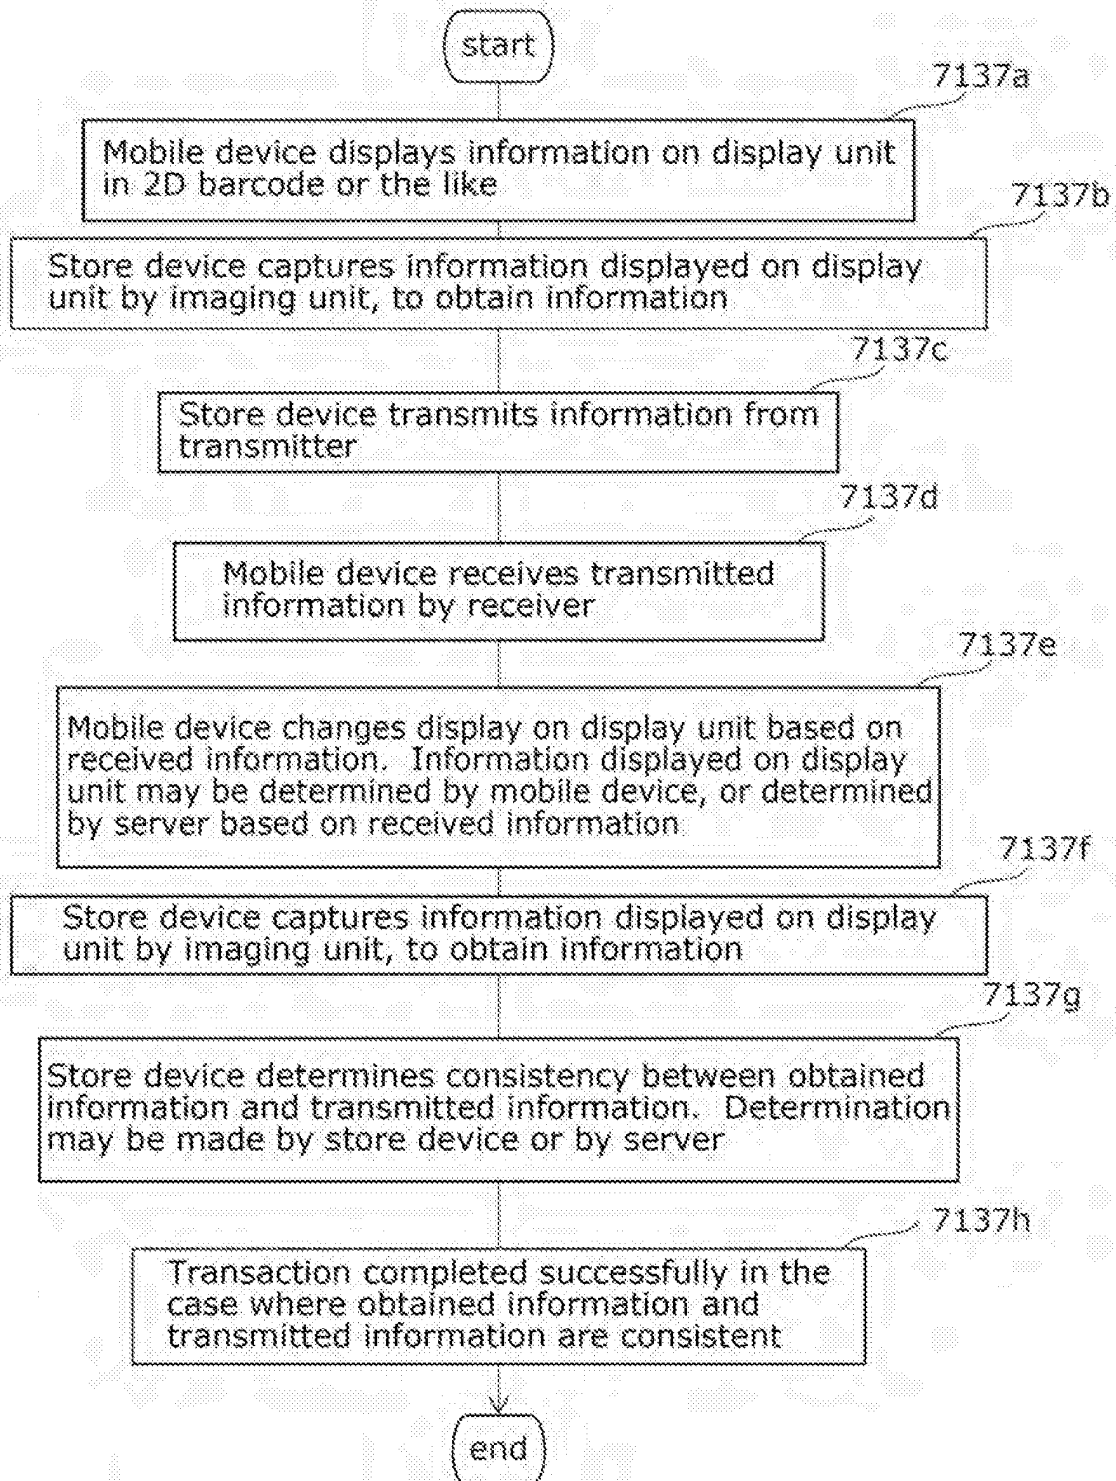 start
7137a
Mobile device displays information on display unit
in 2D barcode or the like
7137b
Store device captures information displayed on display
unit by imaging unit, to obtain information
7137c
Store device transmits information from
transmitter
7137d
Mobile device receives transmitted
information by receiver
7137e
Mobile device changes display on display unit based on
received information. Information displayed on display
unit may be determined by mobile device, or determined
by server based on received information
7137f
Store device captures information displayed on display
unit by imaging unit, to obtain information
7137g
Store device determines consistency between obtained
information and transmitted information. Determination
may be made by store device or by server
7137h
Transaction completed successfully in the
case where obtained information and
transmitted information are consistent
end